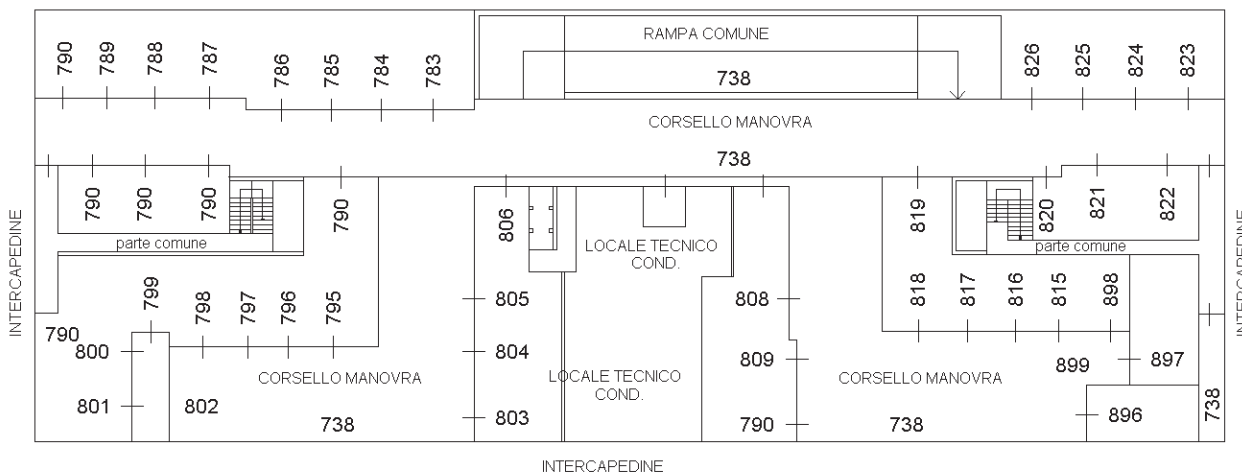 790 789 788 787 786 785 784 783
RAMPA COMUNE
738
826 825 824 823
CORSELLO MANOVRA
738
790 790 790 790
806
819 820 821 822
parte comune
LOCALE TECNICO
COND.
parte comune
INTERCAPEDINE
INTERCAPEDINE
790
799 798 797 796 795
805
808
818 817 816 815 898
800
804
809
899
897
CORSELLO MANOVRA
LOCALE TECNICO
COND.
CORSELLO MANOVRA
801
802
738
803
790
738
896
738
INTERCAPEDINE